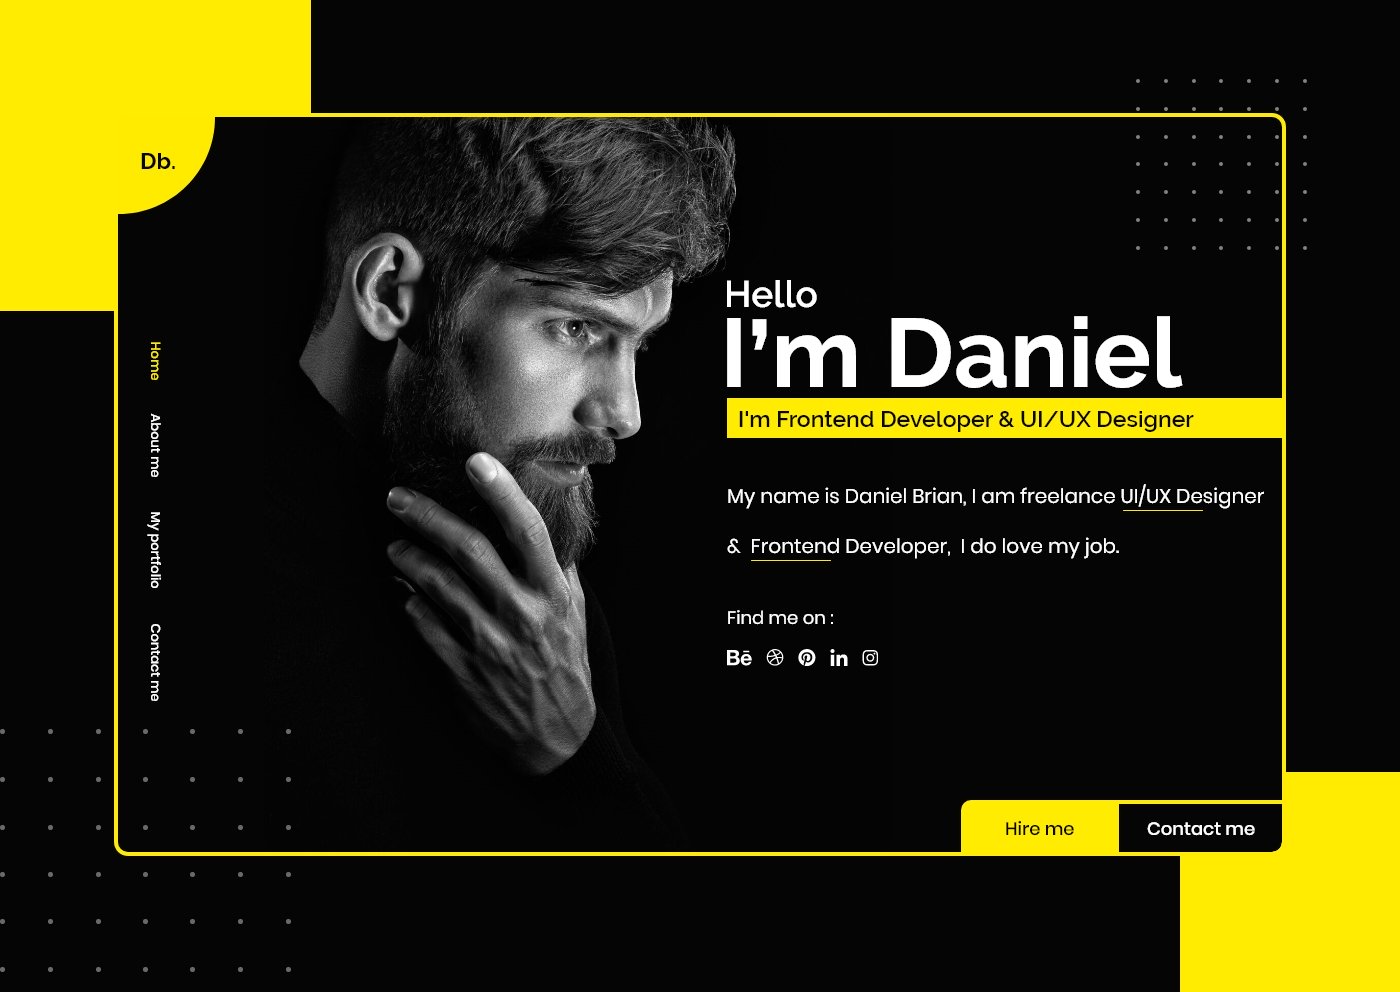 Db.
Home
About me
My portfolio
Contact me
Hello
I’m Daniel
I'm Frontend Developer & UI/UX Designer
My name is Daniel Brian, I am freelance UI/UX Designer
& Frontend Developer, I do love my job.
Find me on :
Bē
in
Hire me
Contact me